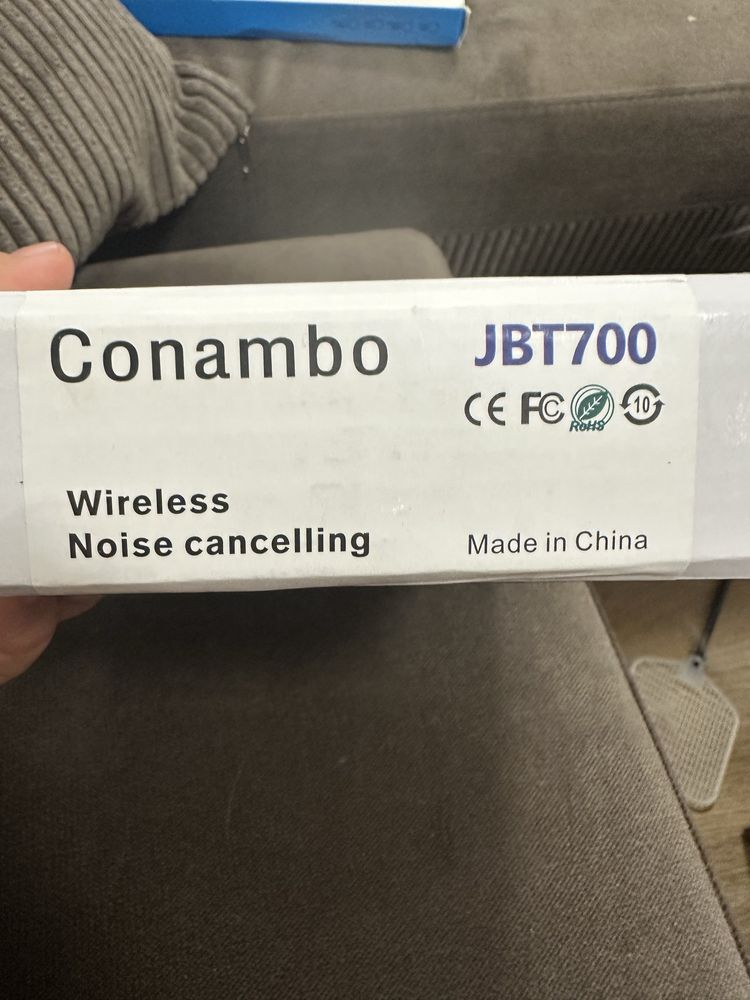 Conambo
JBT700
CE FC RoHS 10
Wireless
Noise cancelling
Made in China